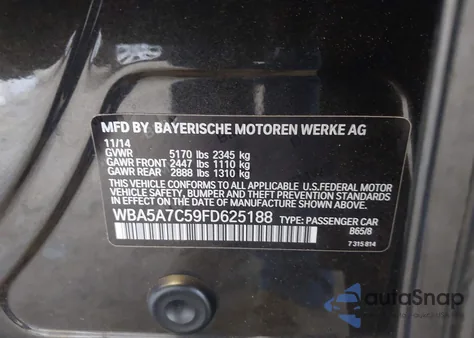 MFD BY BAYERISCHE MOTOREN WERKE AG
11/14
GVWR 5170 lbs 2345 kg
GAWR FRONT 2447 lbs 1110 kg
GAWR REAR 2888 lbs 1310 kg
THIS VEHICLE CONFORMS TO ALL APPLICABLE U.S.FEDERAL MOTOR
VEHICLE SAFETY, BUMPER, AND THEFT PREVENTION STANDARDS
IN EFFECT ON THE DATE OF MANUFACTURE SHOWN ABOVE.
WBA5A7C59FD625188 TYPE: PASSENGER CAR
B65/8
7 315 814
autoSnap